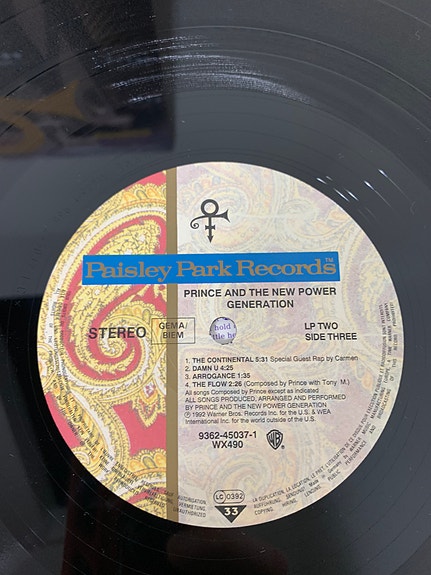 Paisley Park Records™
PRINCE AND THE NEW POWER
GENERATION
STEREO
GEMA/
BIEM
hold
LP TWO
SIDE THREE
1. THE CONTINENTAL 5:31 Special Guest Rap by Carmen
2. DAMN U 4:25
3. ARROGANCE 1:35
4. THE FLOW 2:26 (Composed by Prince with Tony M.)
All songs composed by Prince except as indicated
ALL SONGS PRODUCED, ARRANGED AND PERFORMED
BY PRINCE AND THE NEW POWER GENERATION
℗ 1992 Warner Bros. Records Inc. for the U.S. & WEA
International Inc. for the world outside of the U.S.
9362-45037-1
WX490
LC 0392
33